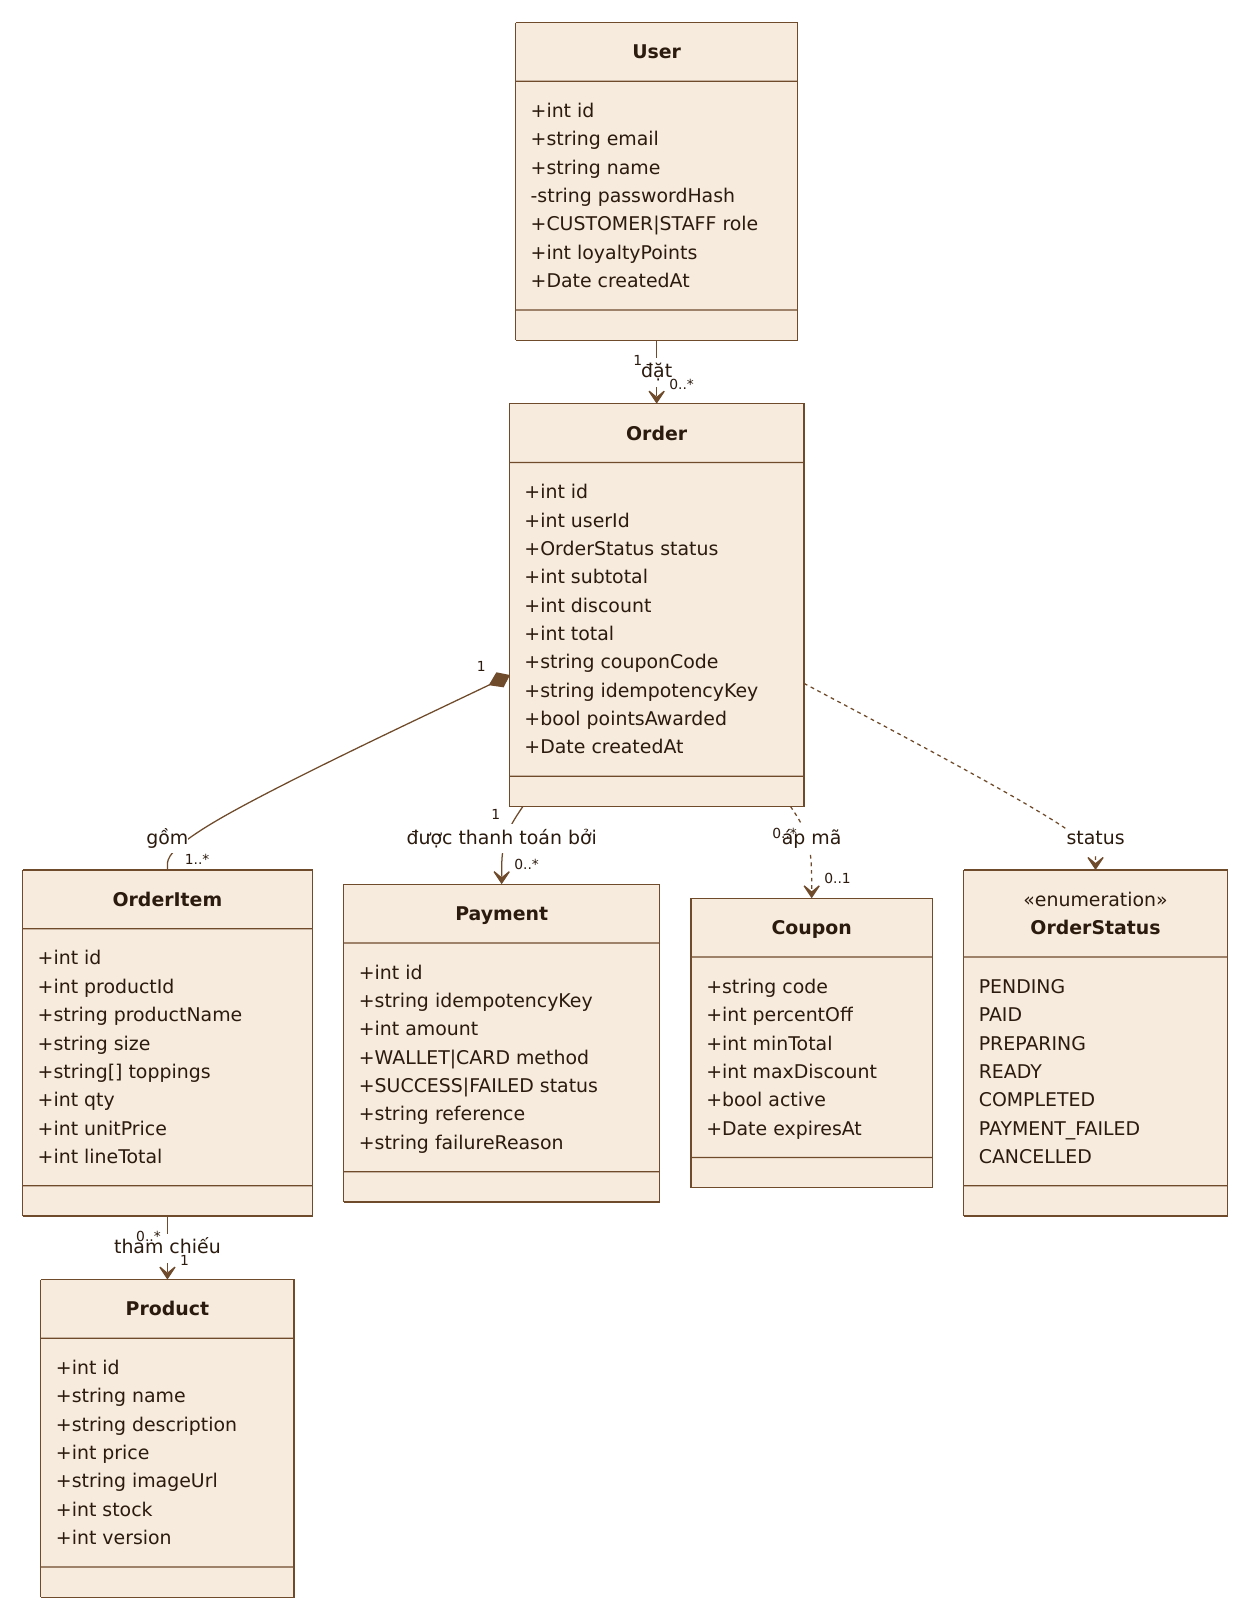 User
+int id
+string email
+string name
-string passwordHash
+CUSTOMER|STAFF role
+int loyaltyPoints
+Date createdAt
1
đặt
0..*
Order
+int id
+int userId
+OrderStatus status
+int subtotal
+int discount
+int total
+string couponCode
+string idempotencyKey
+bool pointsAwarded
+Date createdAt
1
gồm
1..*
1
được thanh toán bởi
0..*
0..*
áp mã
0..1
status
OrderItem
+int id
+int productId
+string productName
+string size
+string[] toppings
+int qty
+int unitPrice
+int lineTotal
Payment
+int id
+string idempotencyKey
+int amount
+WALLET|CARD method
+SUCCESS|FAILED status
+string reference
+string failureReason
Coupon
+string code
+int percentOff
+int minTotal
+int maxDiscount
+bool active
+Date expiresAt
«enumeration»
OrderStatus
PENDING
PAID
PREPARING
READY
COMPLETED
PAYMENT_FAILED
CANCELLED
0..*
tham chiếu
1
Product
+int id
+string name
+string description
+int price
+string imageUrl
+int stock
+int version